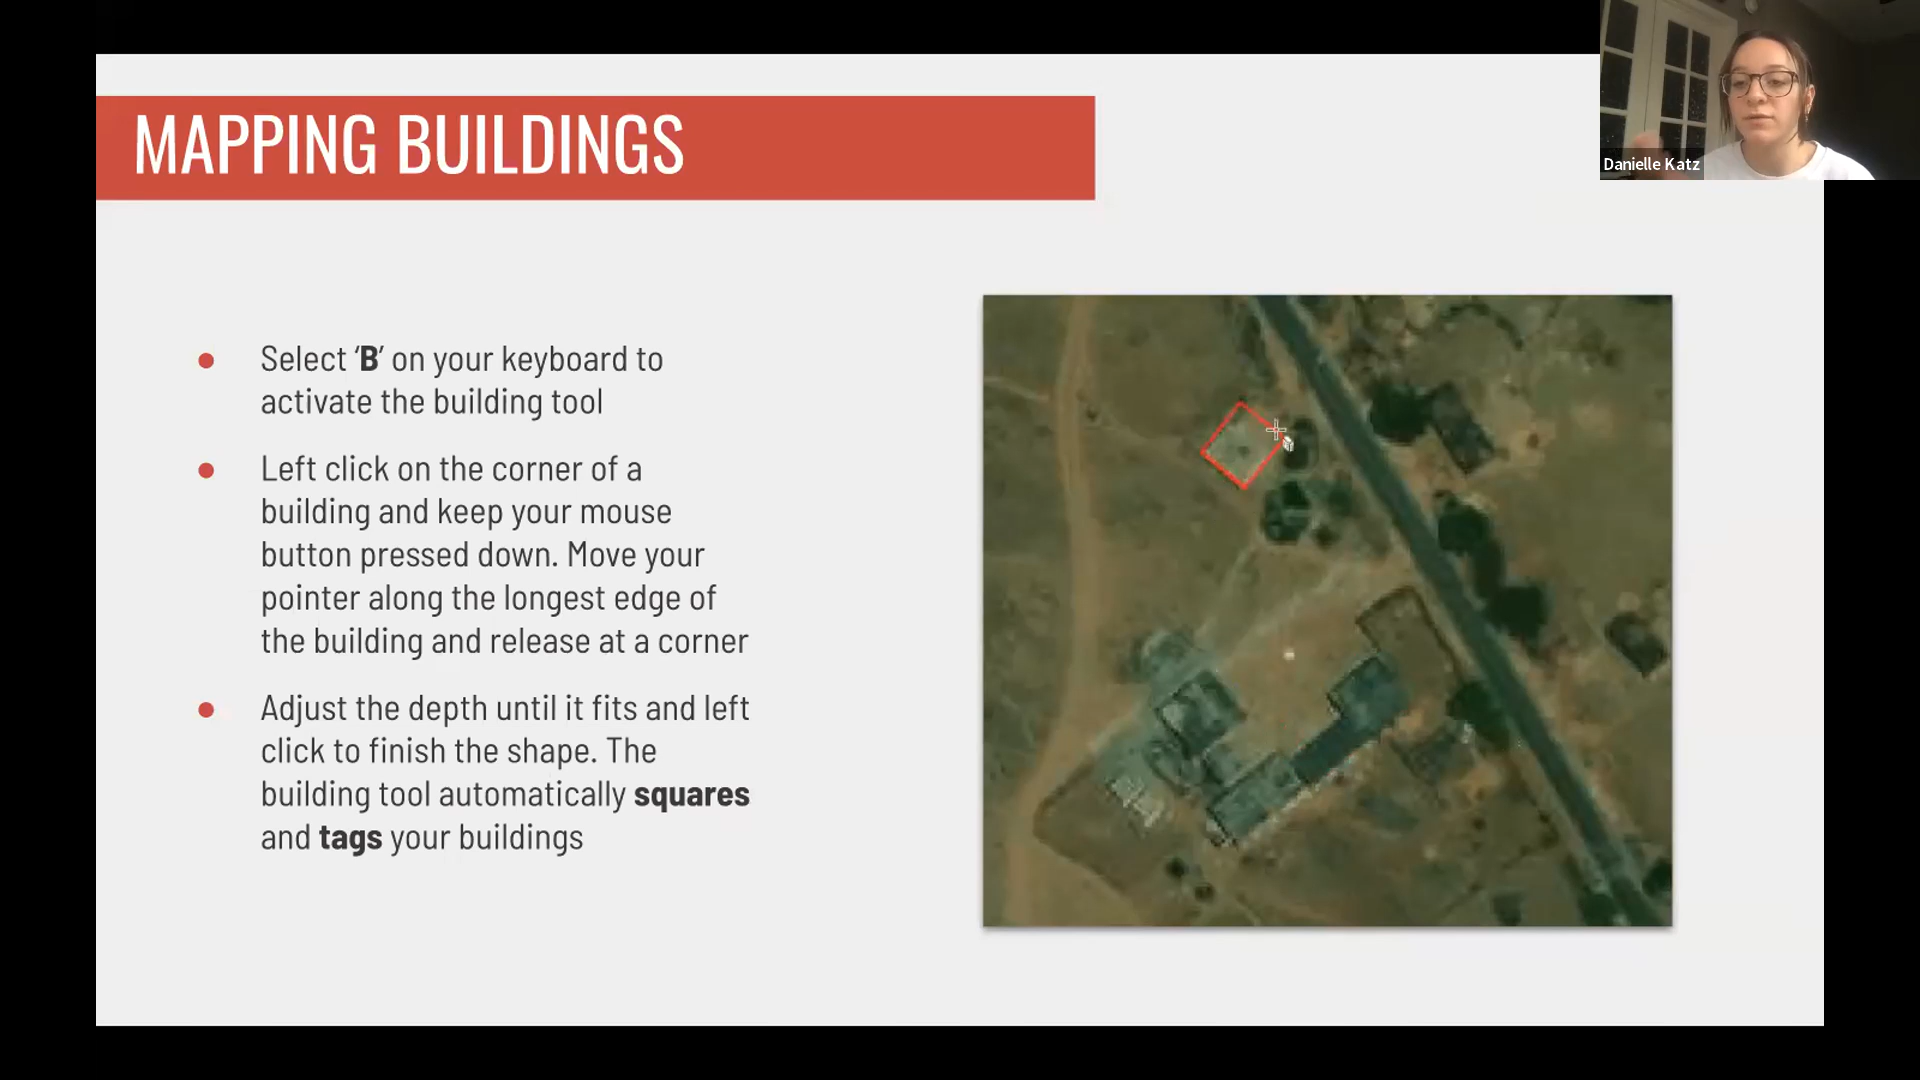 MAPPING BUILDINGS
Danielle Katz
Select ‘B’ on your keyboard to
activate the building tool
Left click on the corner of a
building and keep your mouse
button pressed down. Move your
pointer along the longest edge of
the building and release at a corner
Adjust the depth until it fits and left
click to finish the shape. The
building tool automatically squares
and tags your buildings